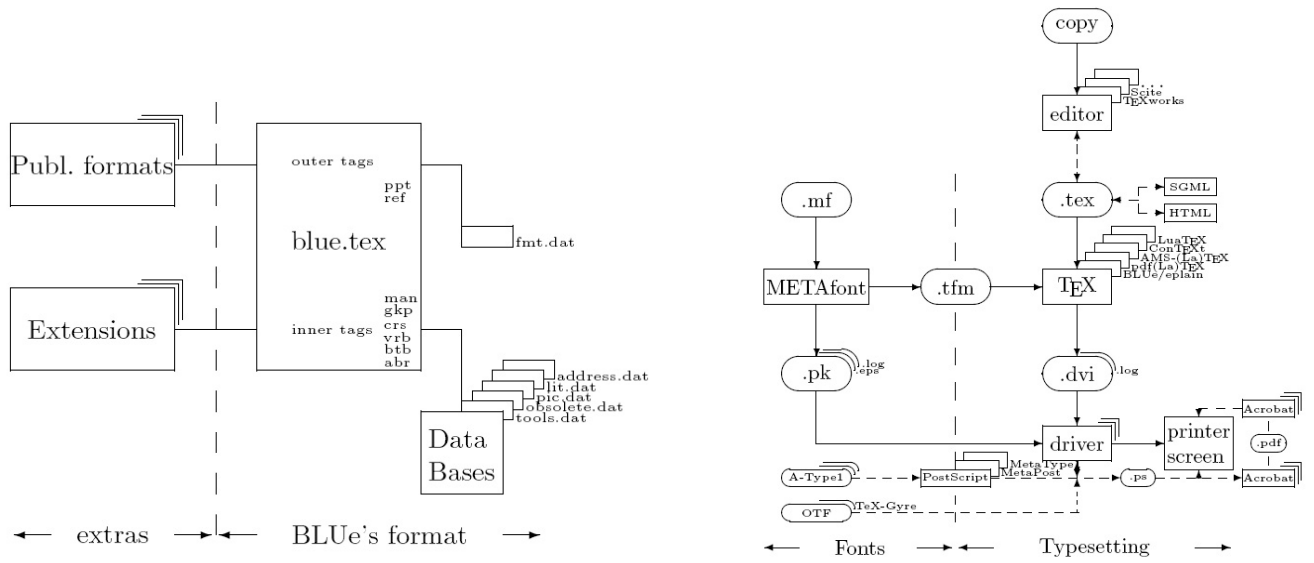 Publ. formats
outer tags
ppt
ref
blue.tex
fmt.dat
Extensions
inner tags
man
gkp
crs
vrb
btb
abr
address.dat
lit.dat
pic.dat
obsolete.dat
tools.dat
Data
Bases
extras
BLUe's format
copy
...
Scite
TEXworks
editor
.mf
.tex
SGML
HTML
LuaTEX
ConTEXt
AMS-(La)TEX
pdf(La)TEX
BLUe/eplain
METAfont
.tfm
TEX
.pk
.log
.eps
.dvi
.log
Acrobat
driver
printer
screen
.pdf
MetaType
MetaPost
A-Type1
PostScript
.ps
Acrobat
OTF
TeX-Gyre
Fonts
Typesetting